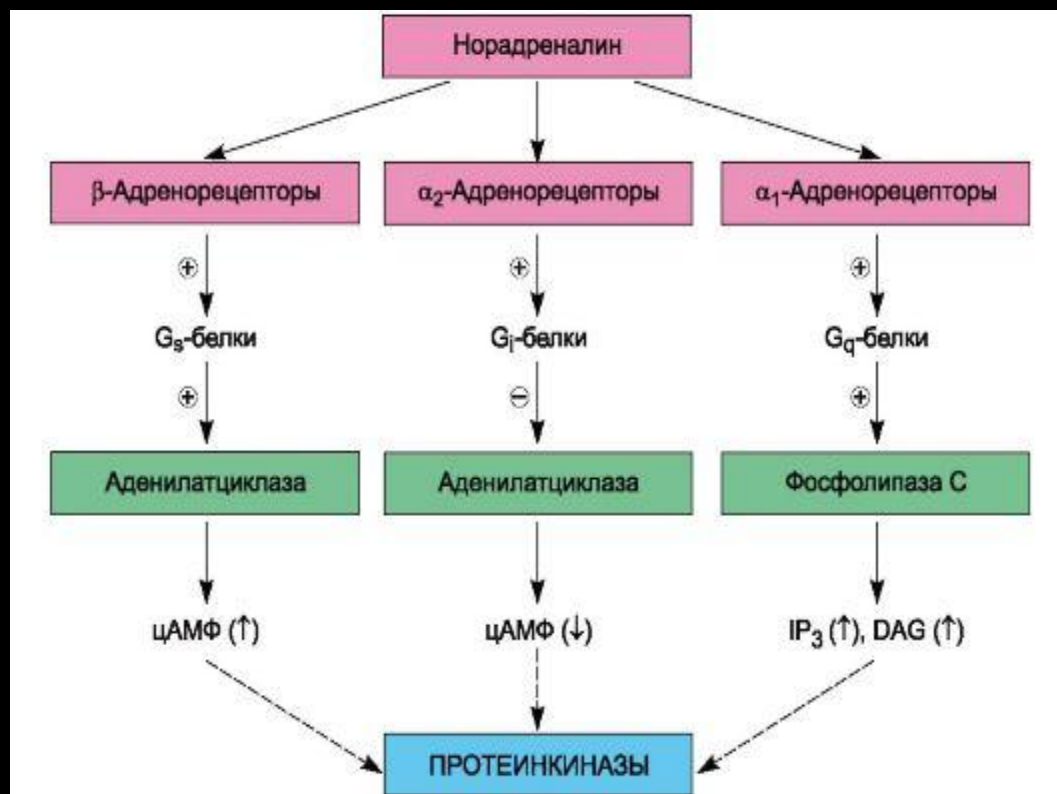 Норадреналин
β-Адренорецепторы α₂-Адренорецепторы α₁-Адренорецепторы
⊕ ⊕ ⊕
Gₛ-белки Gᵢ-белки G_q-белки
⊕ ⊖ ⊕
Аденилатциклаза Аденилатциклаза Фосфолипаза С
цАМФ (↑) цАМФ (↓) IP₃ (↑), DAG (↑)
ПРОТЕИНКИНАЗЫ